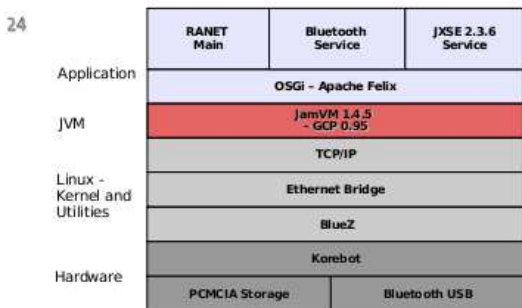 24
RANET
Main
Bluetooth
Service
JXSE 2.3.6
Service
Application
OSGi - Apache Felix
JVM
JamVM 1.4.5
- GCP 0.95
TCP/IP
Linux -
Kernel and
Utilities
Ethernet Bridge
BlueZ
Korebot
Hardware
PCMCIA Storage
Bluetooth USB